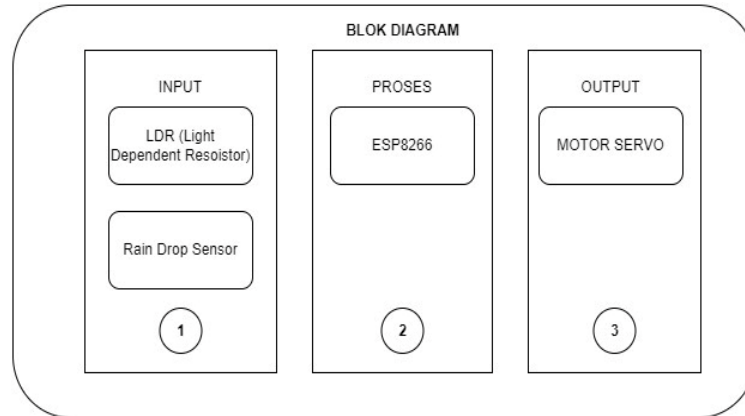 BLOK DIAGRAM
INPUT
LDR (Light
Dependent Resoistor)
Rain Drop Sensor
1
PROSES
ESP8266
2
OUTPUT
MOTOR SERVO
3